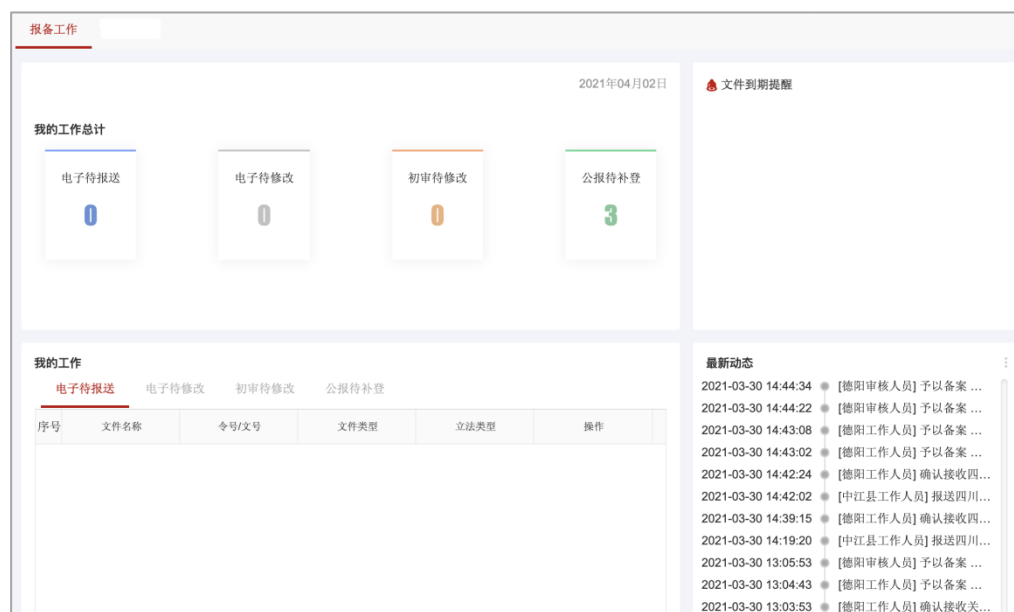 报备工作
2021年04月02日
我的工作总计
电子待报送
电子待修改
初审待修改
公报待补登
0
0
0
3
文件到期提醒
我的工作
电子待报送
电子待修改
初审待修改
公报待补登
序号
文件名称
令号/文号
文件类型
立法类型
操作
最新动态
2021-03-30 14:44:34 [德阳审核人员] 予以备案 ...
2021-03-30 14:44:22 [德阳审核人员] 予以备案 ...
2021-03-30 14:43:08 [德阳工作人员] 予以备案 ...
2021-03-30 14:43:02 [德阳工作人员] 予以备案 ...
2021-03-30 14:42:24 [德阳工作人员] 确认接收四...
2021-03-30 14:42:02 [中江县工作人员] 报送四川...
2021-03-30 14:39:15 [德阳工作人员] 确认接收四...
2021-03-30 14:19:20 [中江县工作人员] 报送四川...
2021-03-30 13:05:53 [德阳审核人员] 予以备案 ...
2021-03-30 13:04:43 [德阳工作人员] 予以备案 ...
2021-03-30 13:03:53 [德阳工作人员] 确认接收关...